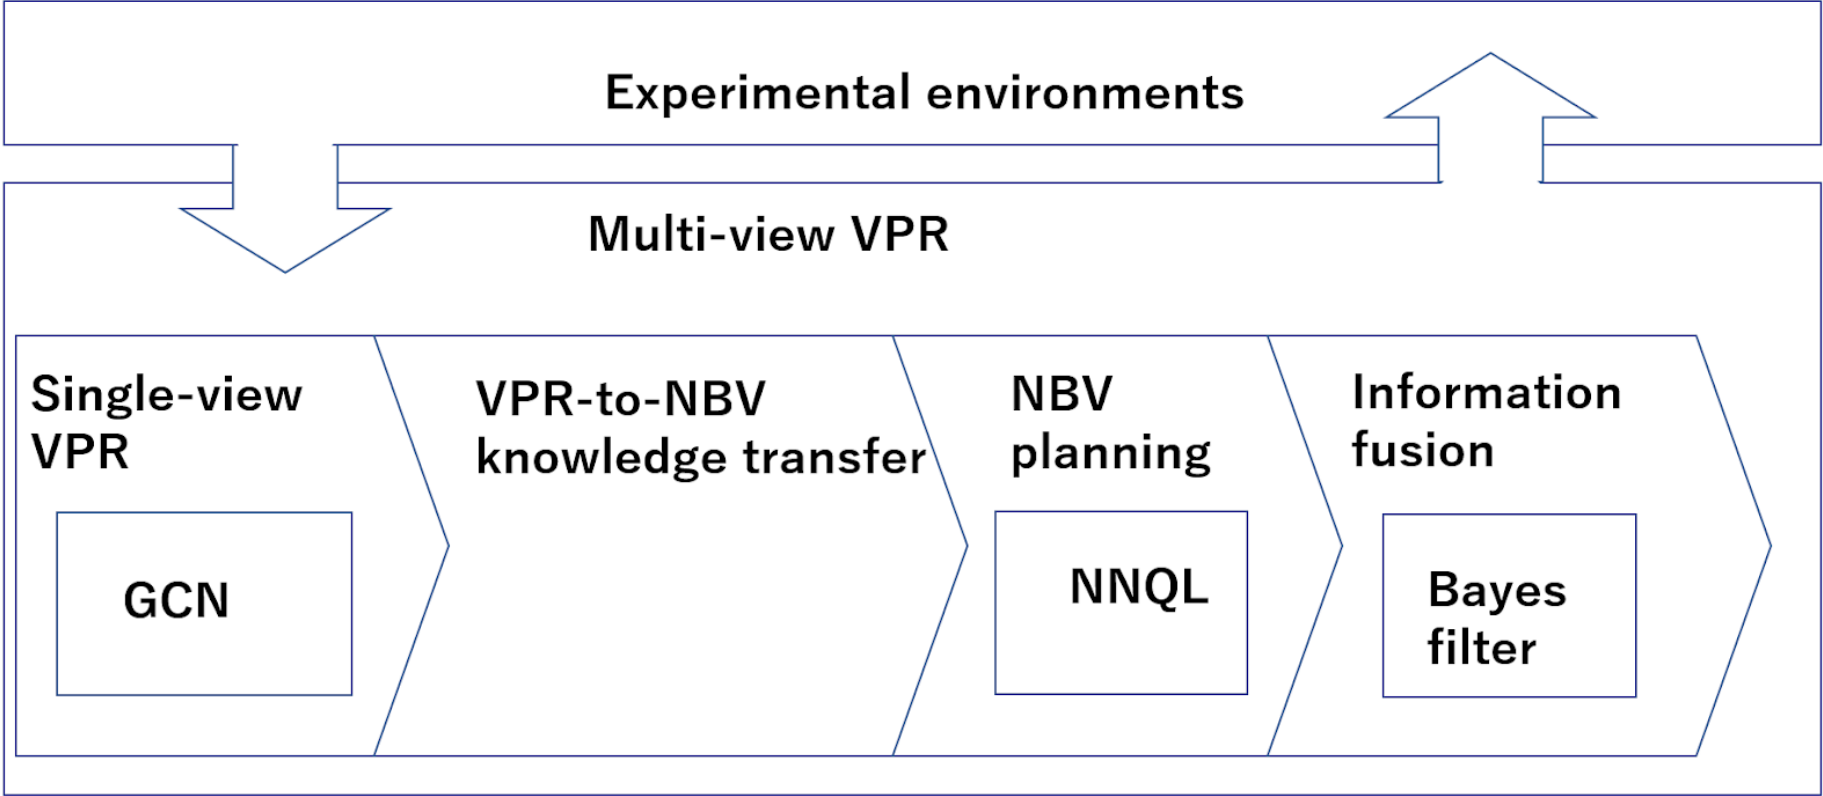 Experimental environments
Multi-view VPR
Single-view
VPR
GCN
VPR-to-NBV
knowledge transfer
NBV
planning
NNQL
Information
fusion
Bayes
filter